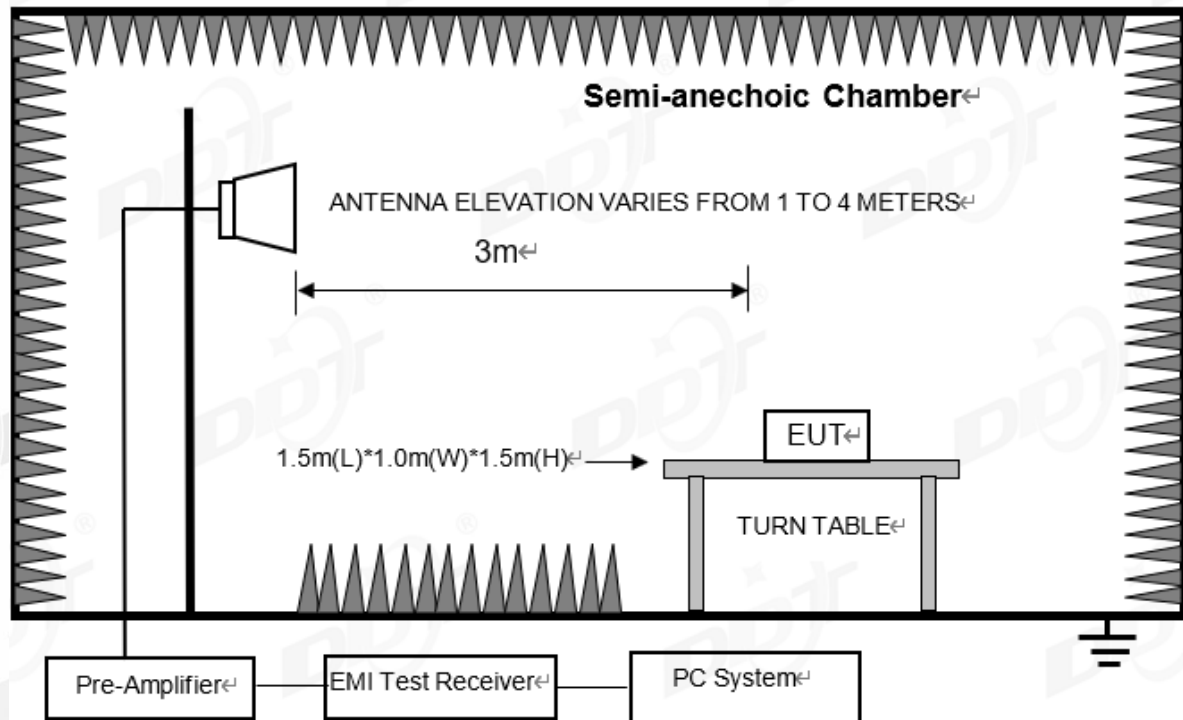 Semi-anechoic Chamber↵
ANTENNA ELEVATION VARIES FROM 1 TO 4 METERS↵
3m↵
EUT↵
1.5m(L)*1.0m(W)*1.5m(H)↵
TURN TABLE↵
Pre-Amplifier↵
EMI Test Receiver↵
PC System↵
DDT
®